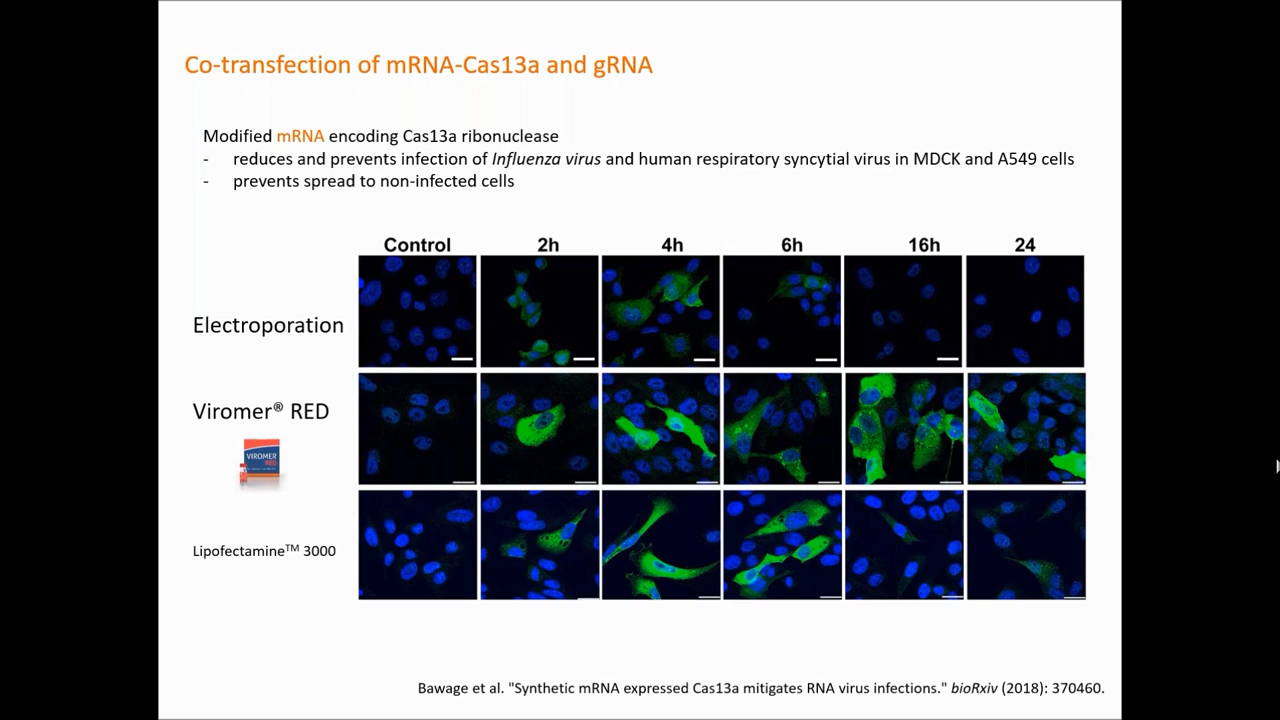 Co-transfection of mRNA-Cas13a and gRNA
Modified mRNA encoding Cas13a ribonuclease
- reduces and prevents infection of Influenza virus and human respiratory syncytial virus in MDCK and A549 cells
- prevents spread to non-infected cells
Control 2h 4h 6h 16h 24
Electroporation
Viromer® RED
VIROMER
RED
Lipofectamine™ 3000
Bawage et al. "Synthetic mRNA expressed Cas13a mitigates RNA virus infections." bioRxiv (2018): 370460.